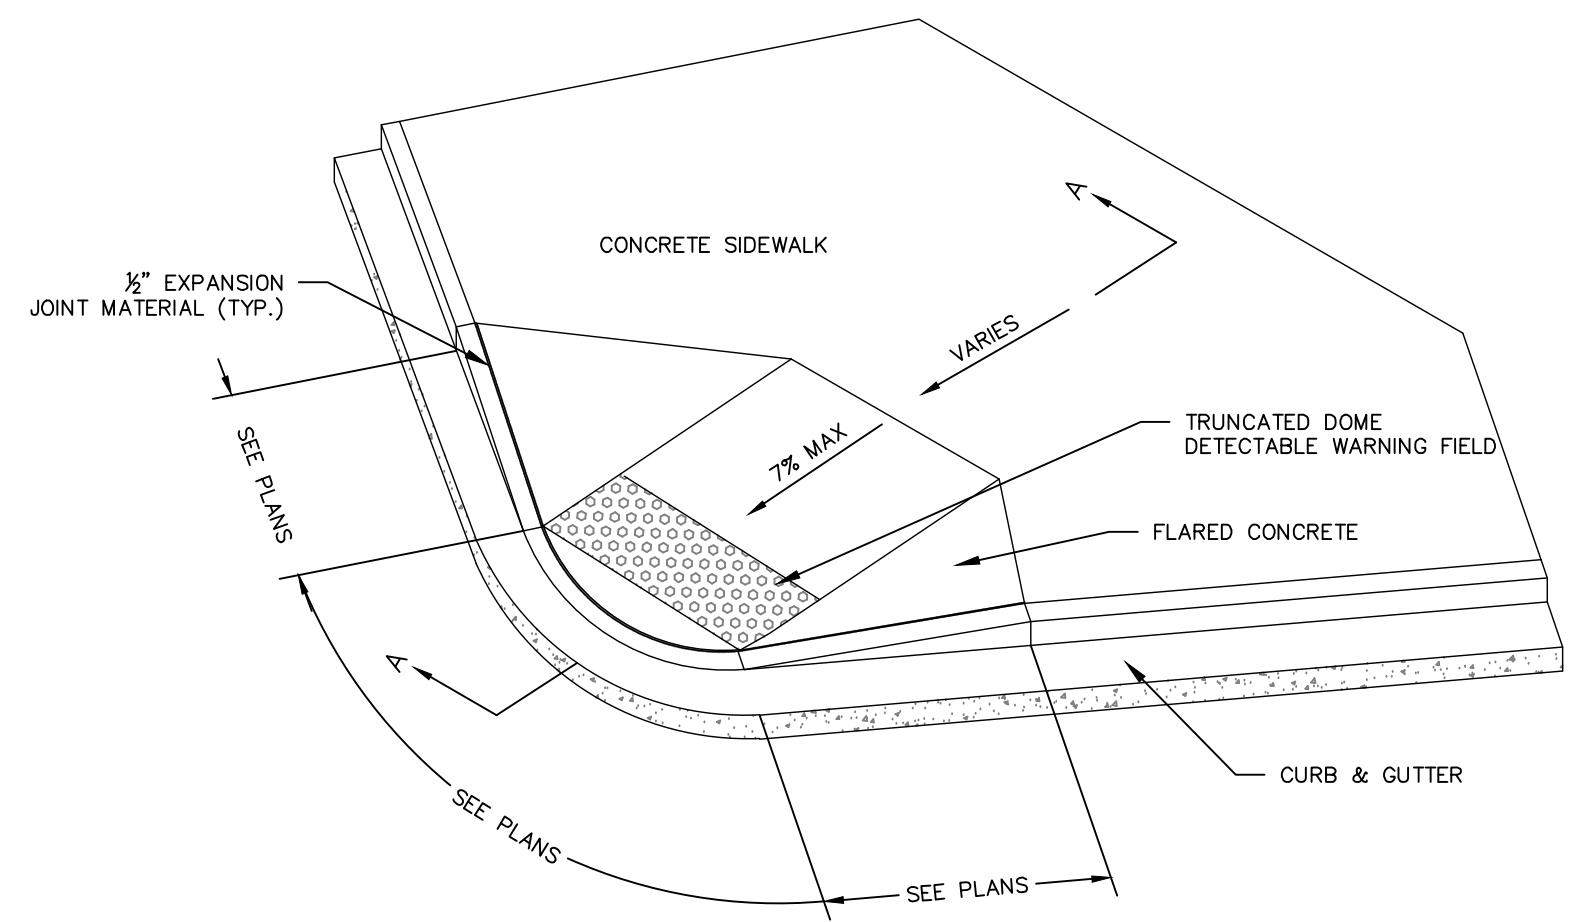 A
CONCRETE SIDEWALK
½" EXPANSION
JOINT MATERIAL (TYP.)
VARIES
TRUNCATED DOME
DETECTABLE WARNING FIELD
7% MAX
SEE PLANS
FLARED CONCRETE
A
CURB & GUTTER
SEE PLANS
SEE PLANS